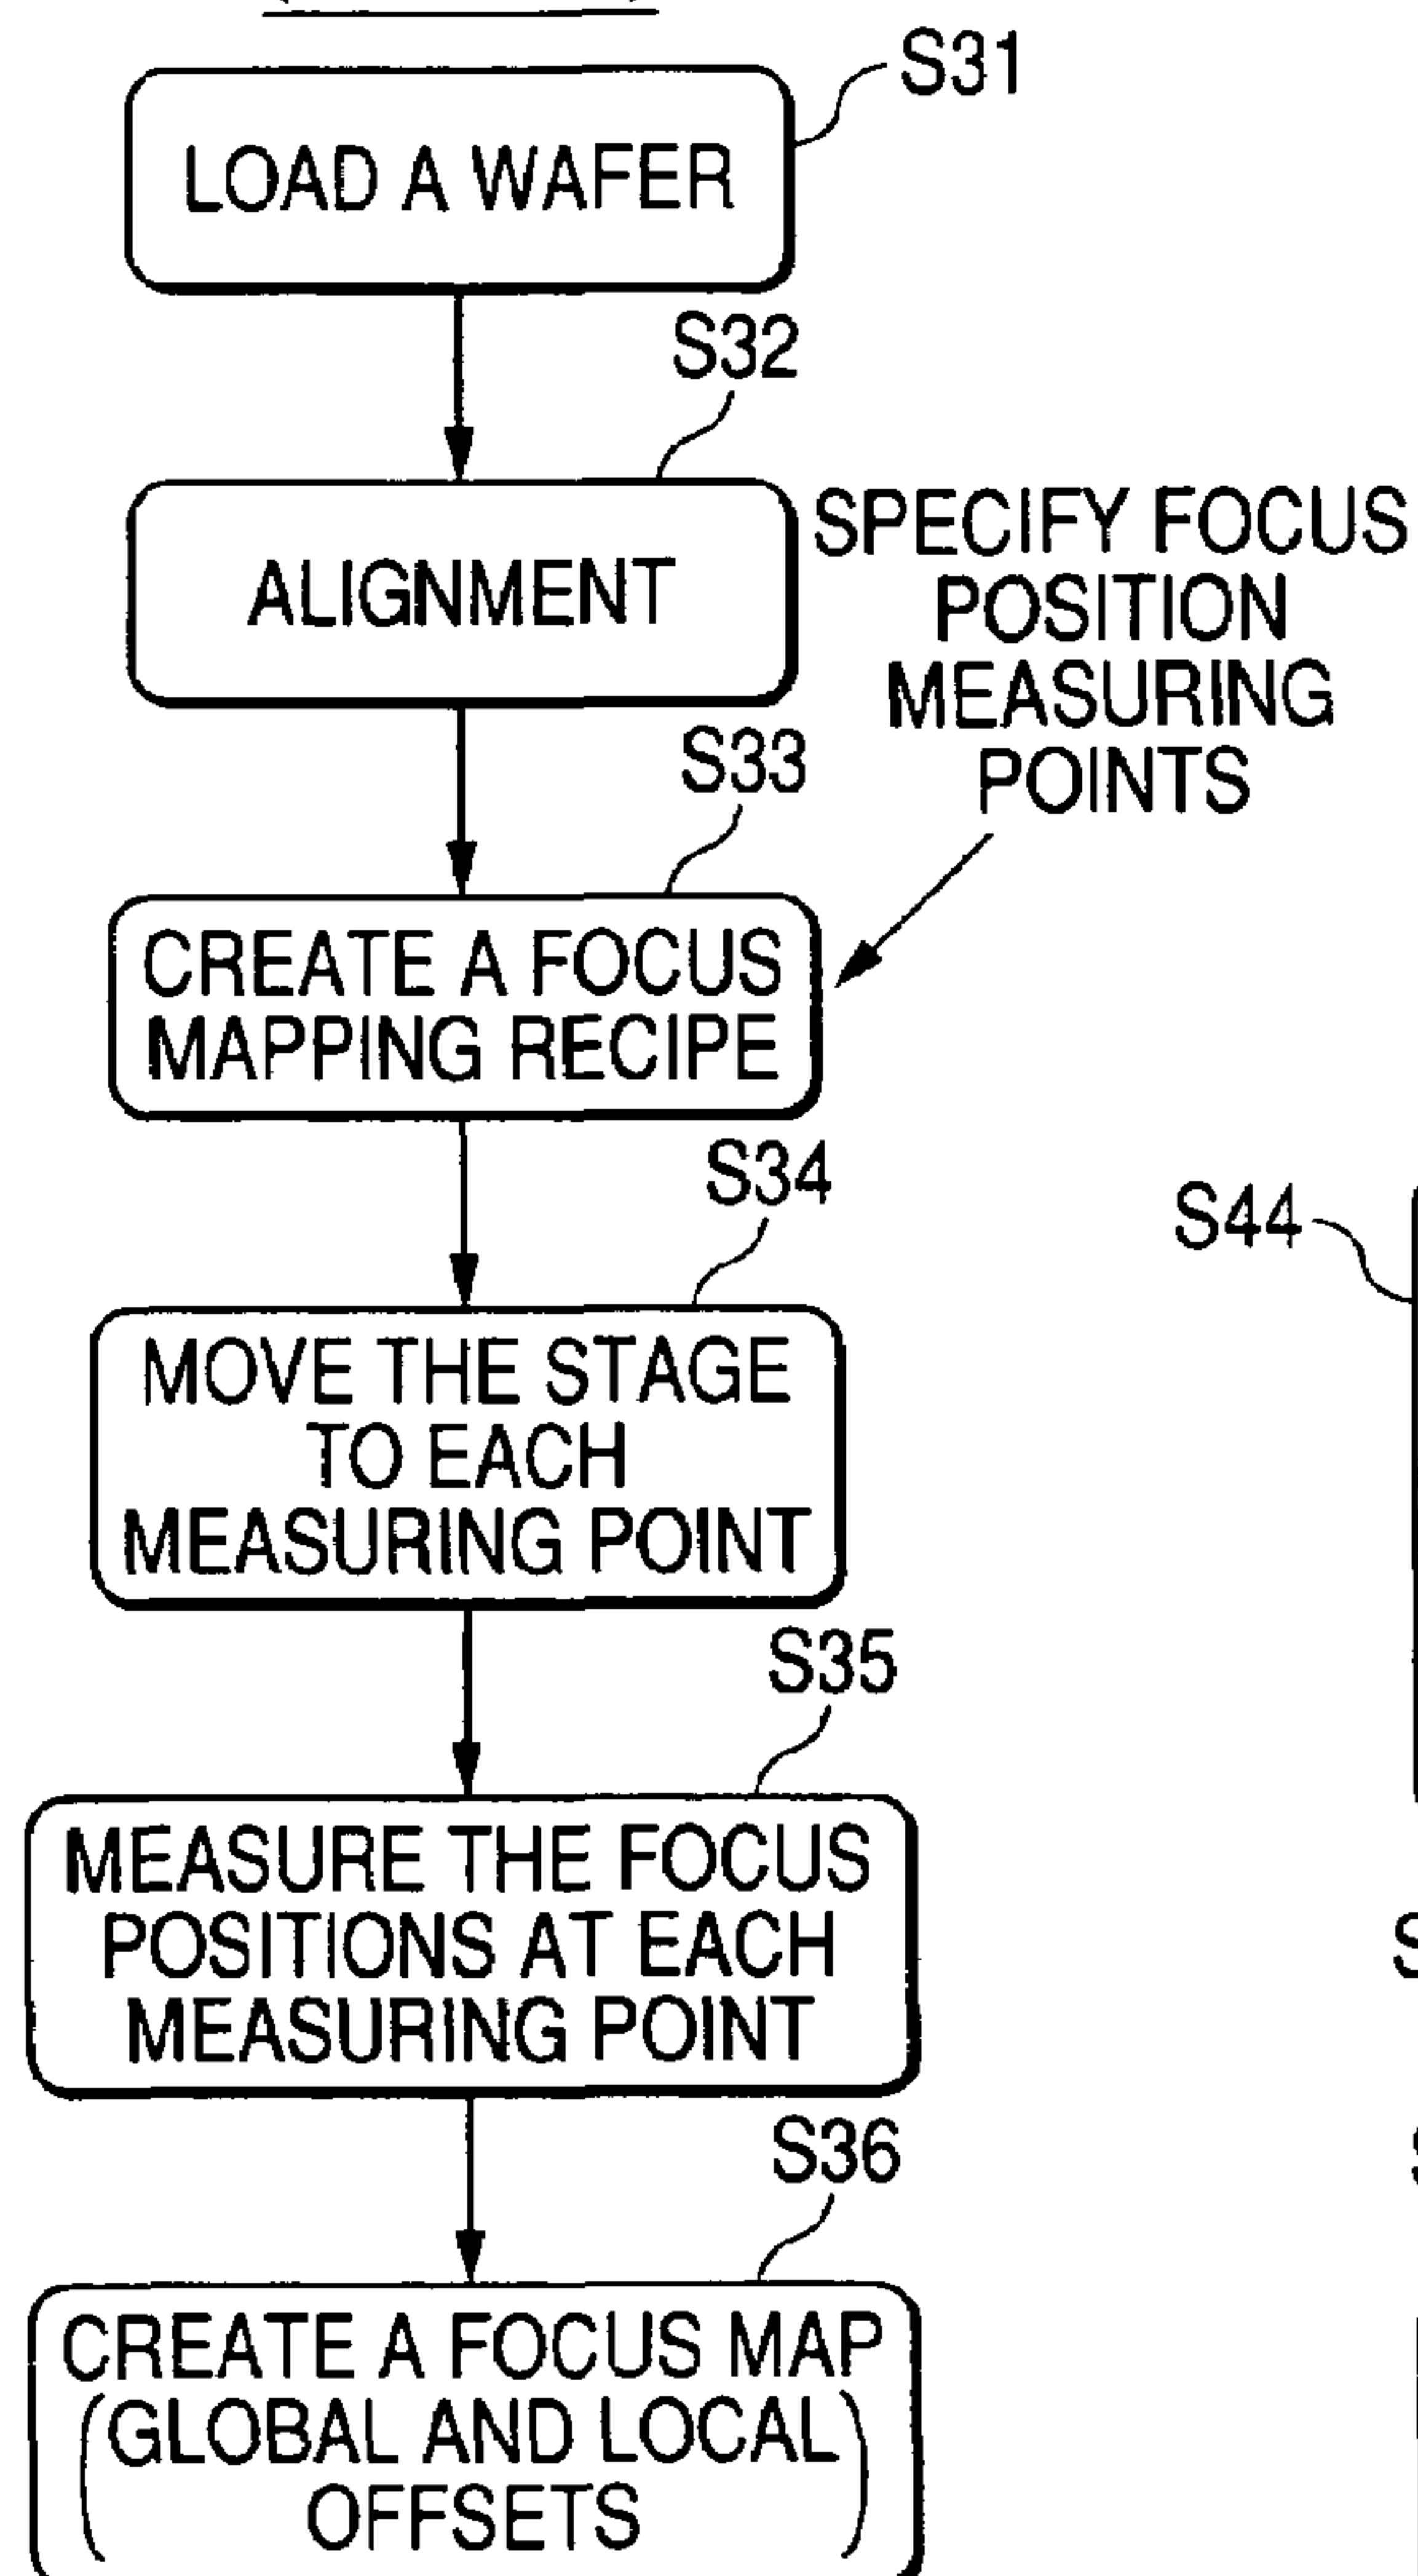 S31
LOAD A WAFER
S32
ALIGNMENT
SPECIFY FOCUS
POSITION
MEASURING
POINTS
S33
CREATE A FOCUS
MAPPING RECIPE
S34
S44
MOVE THE STAGE
TO EACH
MEASURING POINT
S35
MEASURE THE FOCUS
POSITIONS AT EACH
MEASURING POINT
S36
CREATE A FOCUS MAP
(GLOBAL AND LOCAL
OFFSETS)